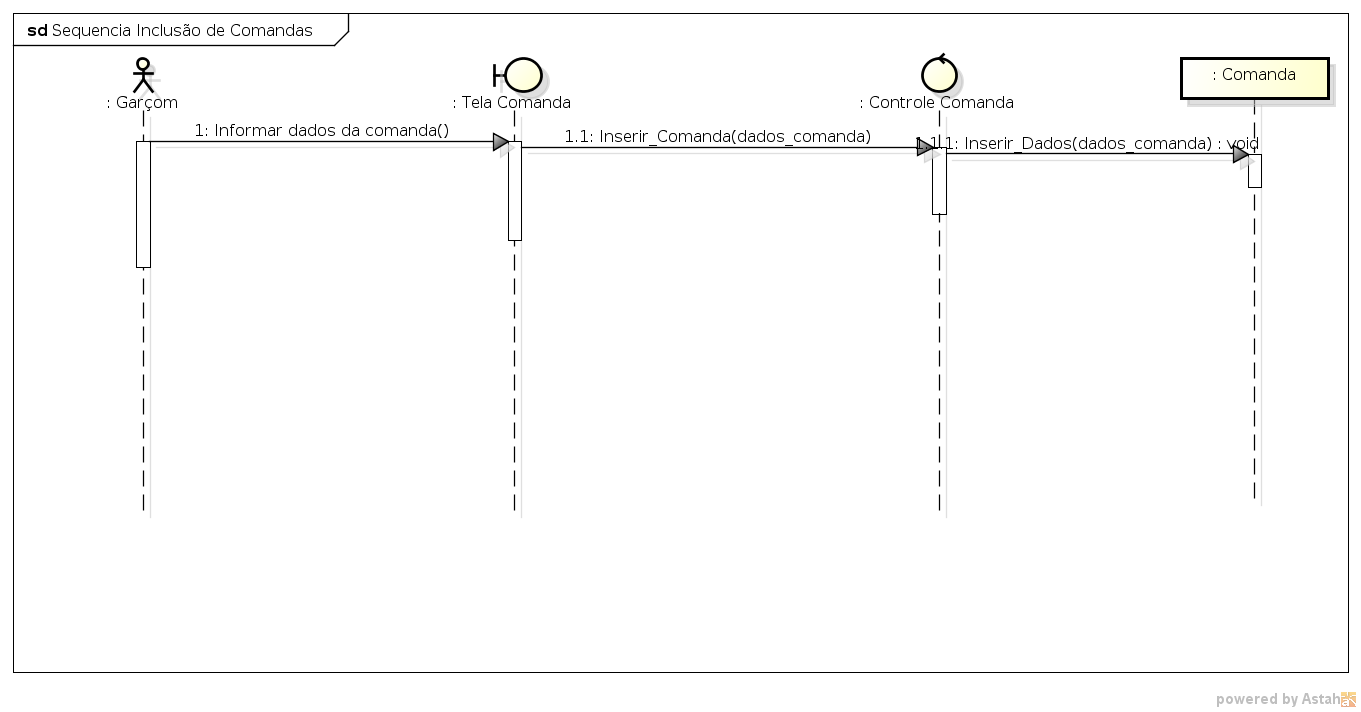 sd Sequencia Inclusão de Comandas
: Garçom
: Tela Comanda
: Controle Comanda
: Comanda
1: Informar dados da comanda()
1.1: Inserir_Comanda(dados_comanda)
1.1.1: Inserir_Dados(dados_comanda) : void
powered by Astah